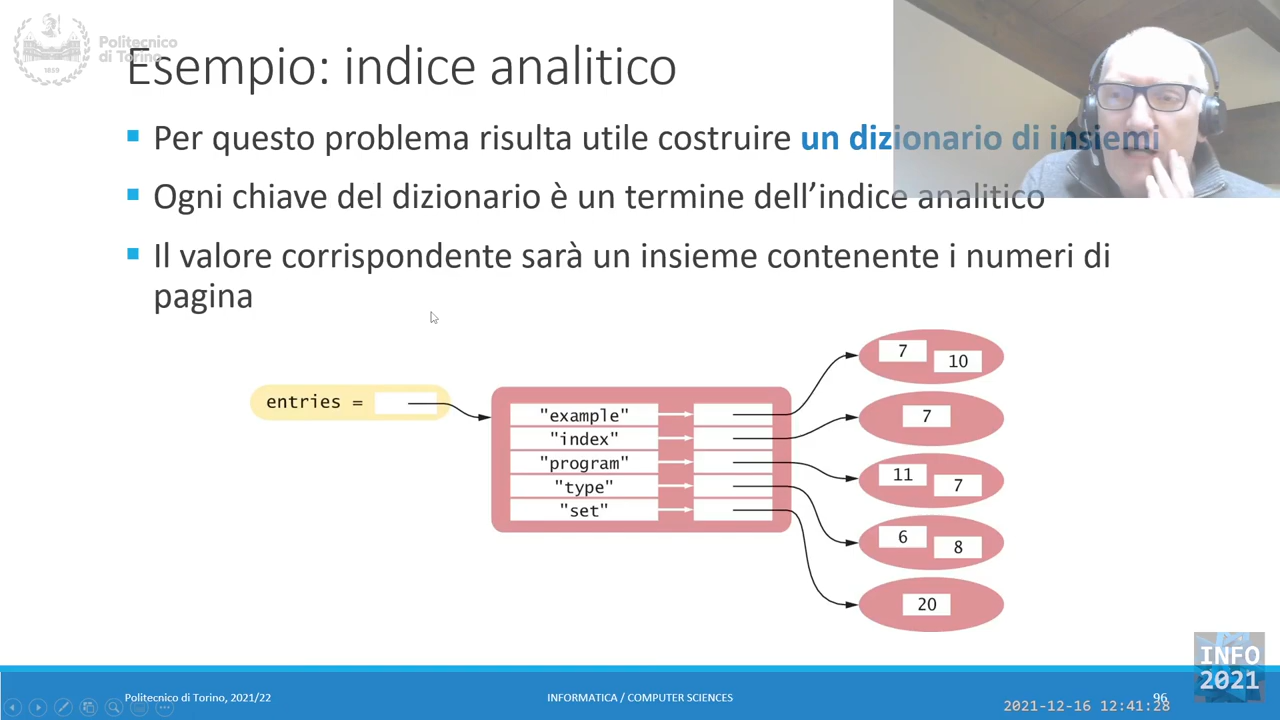 Politecnico
di Torino
1859
Esempio: indice analitico
Per questo problema risulta utile costruire un dizionario di insiemi
Ogni chiave del dizionario è un termine dell’indice analitico
Il valore corrispondente sarà un insieme contenente i numeri di
pagina
entries =
"example"
"index"
"program"
"type"
"set"
7 10
7
11 7
6 8
20
INFO
2021
Politecnico di Torino, 2021/22
INFORMATICA / COMPUTER SCIENCES
96
2021-12-16 12:41:28